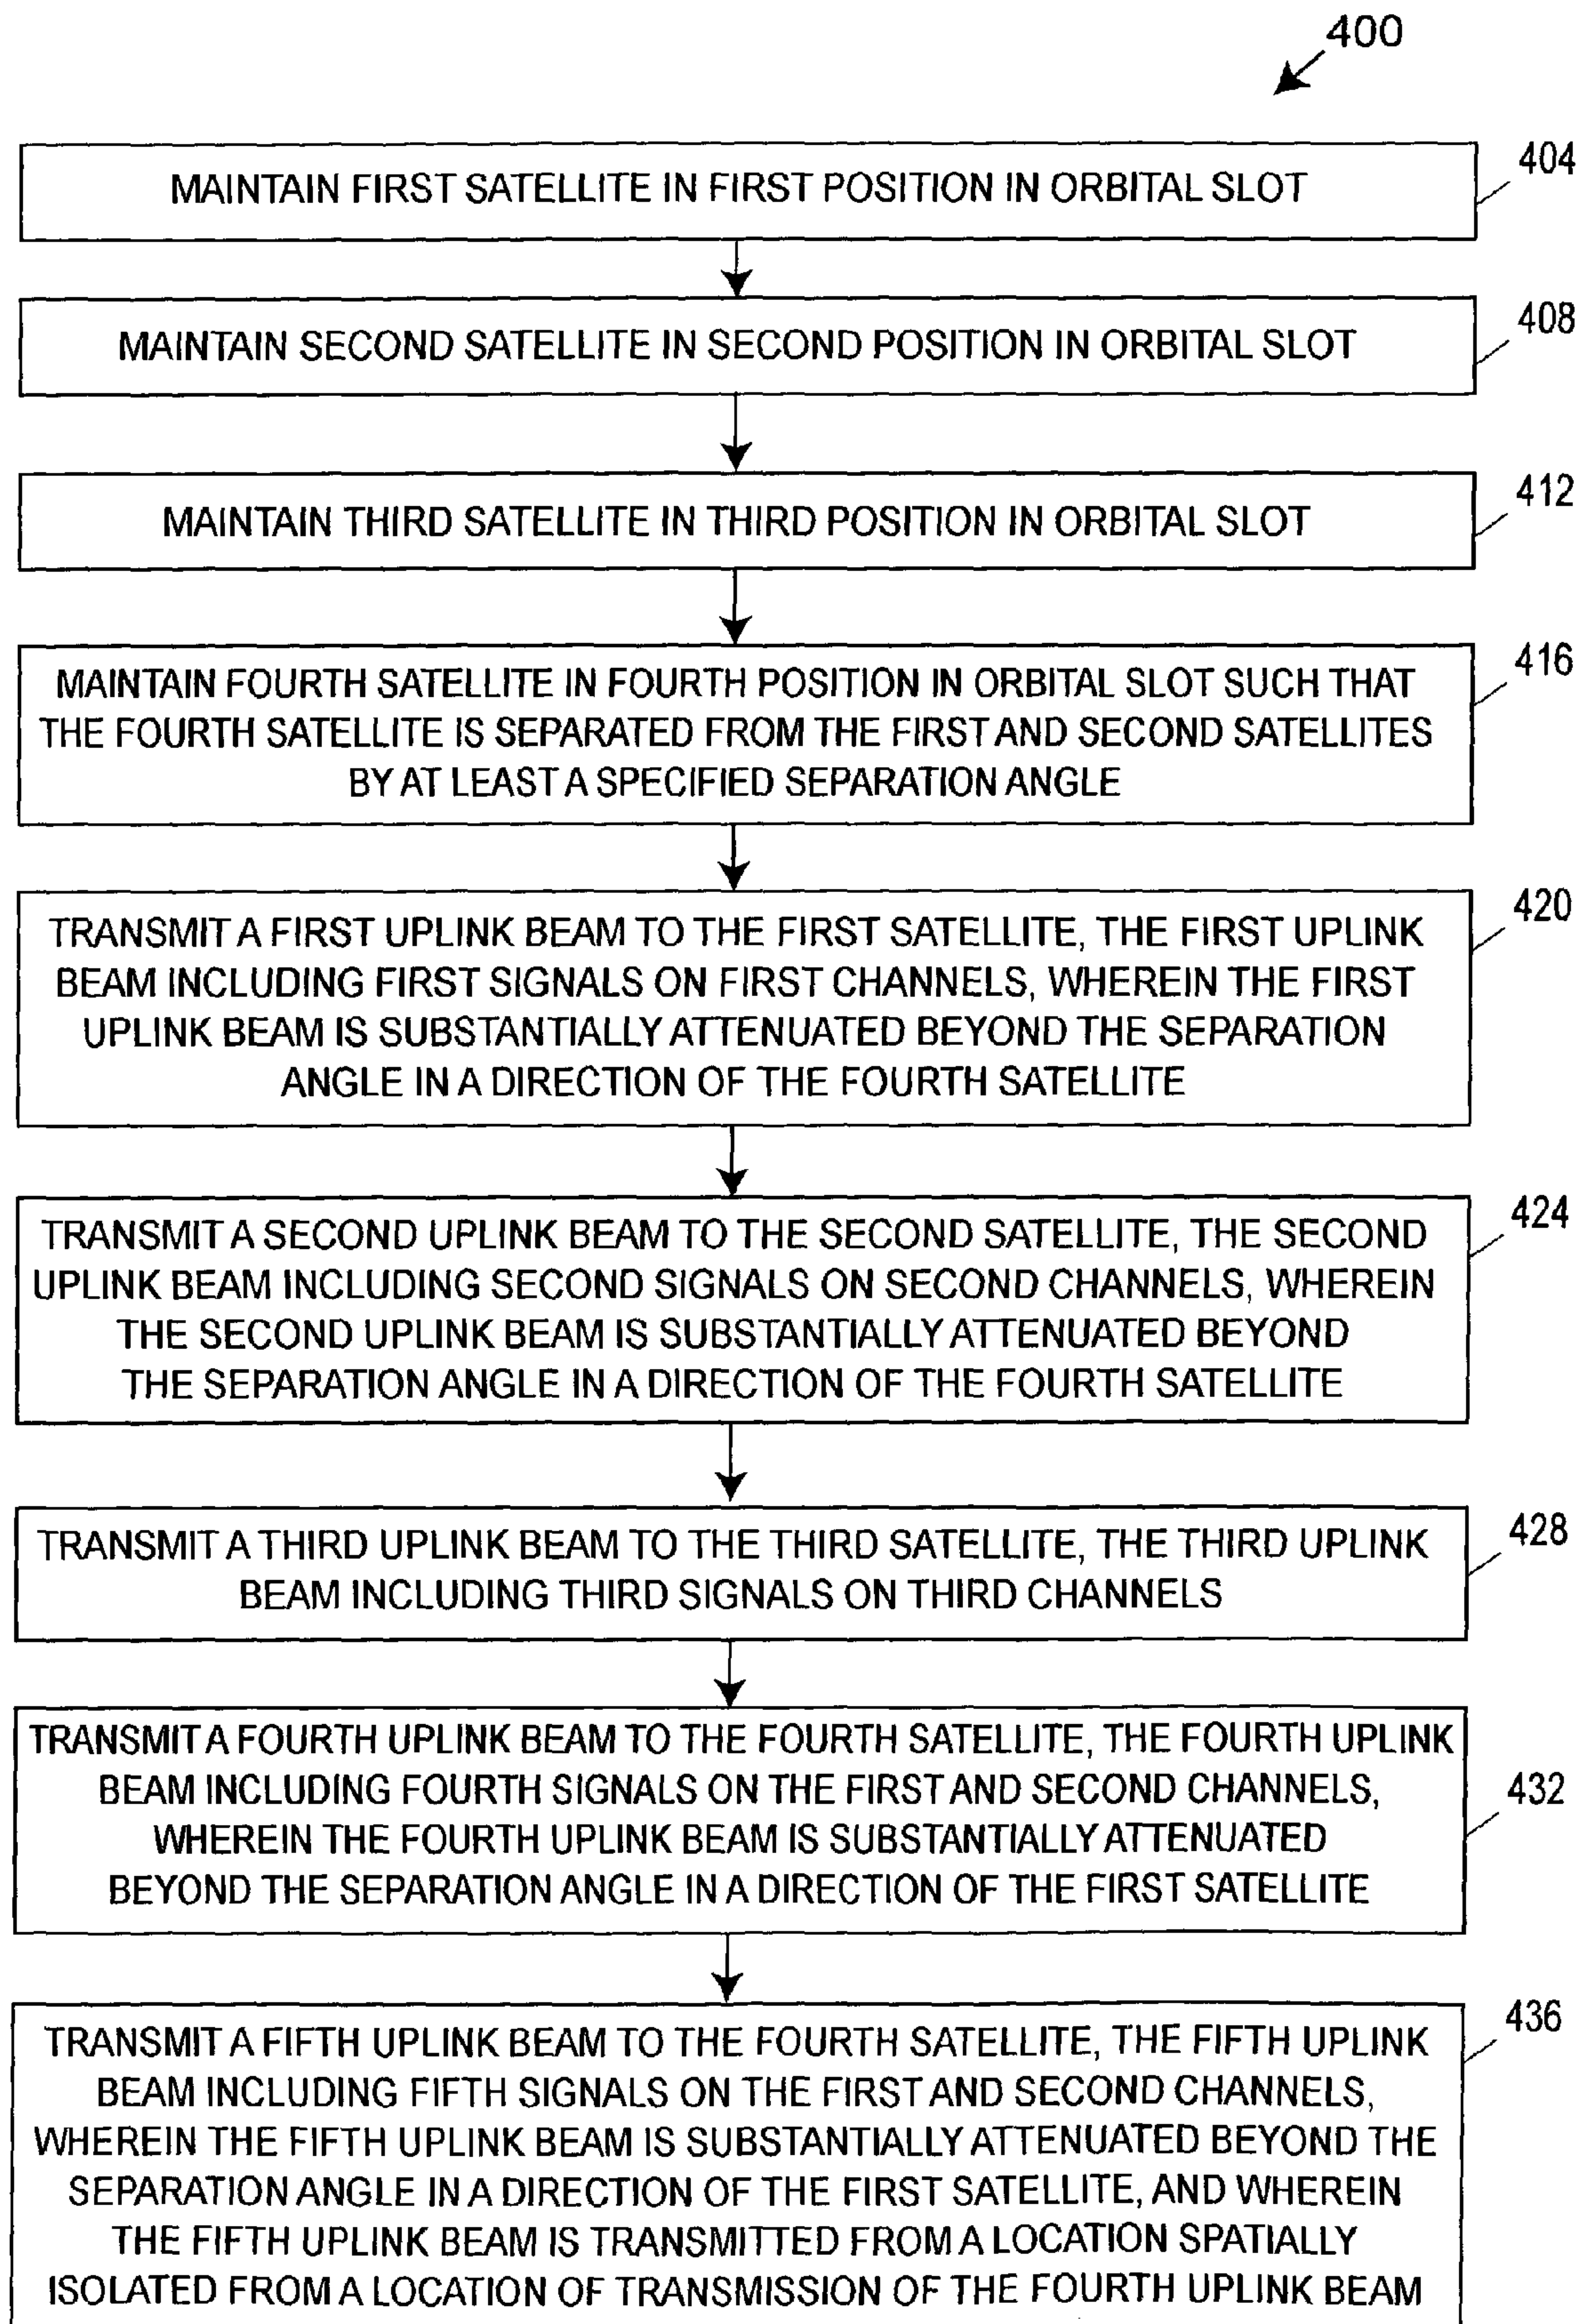 400
404
MAINTAIN FIRST SATELLITE IN FIRST POSITION IN ORBITAL SLOT
408
MAINTAIN SECOND SATELLITE IN SECOND POSITION IN ORBITAL SLOT
412
MAINTAIN THIRD SATELLITE IN THIRD POSITION IN ORBITAL SLOT
416
MAINTAIN FOURTH SATELLITE IN FOURTH POSITION IN ORBITAL SLOT SUCH THAT
THE FOURTH SATELLITE IS SEPARATED FROM THE FIRST AND SECOND SATELLITES
BY AT LEAST A SPECIFIED SEPARATION ANGLE
420
TRANSMIT A FIRST UPLINK BEAM TO THE FIRST SATELLITE, THE FIRST UPLINK
BEAM INCLUDING FIRST SIGNALS ON FIRST CHANNELS, WHEREIN THE FIRST
UPLINK BEAM IS SUBSTANTIALLY ATTENUATED BEYOND THE SEPARATION
ANGLE IN A DIRECTION OF THE FOURTH SATELLITE
424
TRANSMIT A SECOND UPLINK BEAM TO THE SECOND SATELLITE, THE SECOND
UPLINK BEAM INCLUDING SECOND SIGNALS ON SECOND CHANNELS, WHEREIN
THE SECOND UPLINK BEAM IS SUBSTANTIALLY ATTENUATED BEYOND
THE SEPARATION ANGLE IN A DIRECTION OF THE FOURTH SATELLITE
428
TRANSMIT A THIRD UPLINK BEAM TO THE THIRD SATELLITE, THE THIRD UPLINK
BEAM INCLUDING THIRD SIGNALS ON THIRD CHANNELS
432
TRANSMIT A FOURTH UPLINK BEAM TO THE FOURTH SATELLITE, THE FOURTH UPLINK
BEAM INCLUDING FOURTH SIGNALS ON THE FIRST AND SECOND CHANNELS,
WHEREIN THE FOURTH UPLINK BEAM IS SUBSTANTIALLY ATTENUATED
BEYOND THE SEPARATION ANGLE IN A DIRECTION OF THE FIRST SATELLITE
436
TRANSMIT A FIFTH UPLINK BEAM TO THE FOURTH SATELLITE, THE FIFTH UPLINK
BEAM INCLUDING FIFTH SIGNALS ON THE FIRST AND SECOND CHANNELS,
WHEREIN THE FIFTH UPLINK BEAM IS SUBSTANTIALLY ATTENUATED BEYOND THE
SEPARATION ANGLE IN A DIRECTION OF THE FIRST SATELLITE, AND WHEREIN
THE FIFTH UPLINK BEAM IS TRANSMITTED FROM A LOCATION SPATIALLY
ISOLATED FROM A LOCATION OF TRANSMISSION OF THE FOURTH UPLINK BEAM